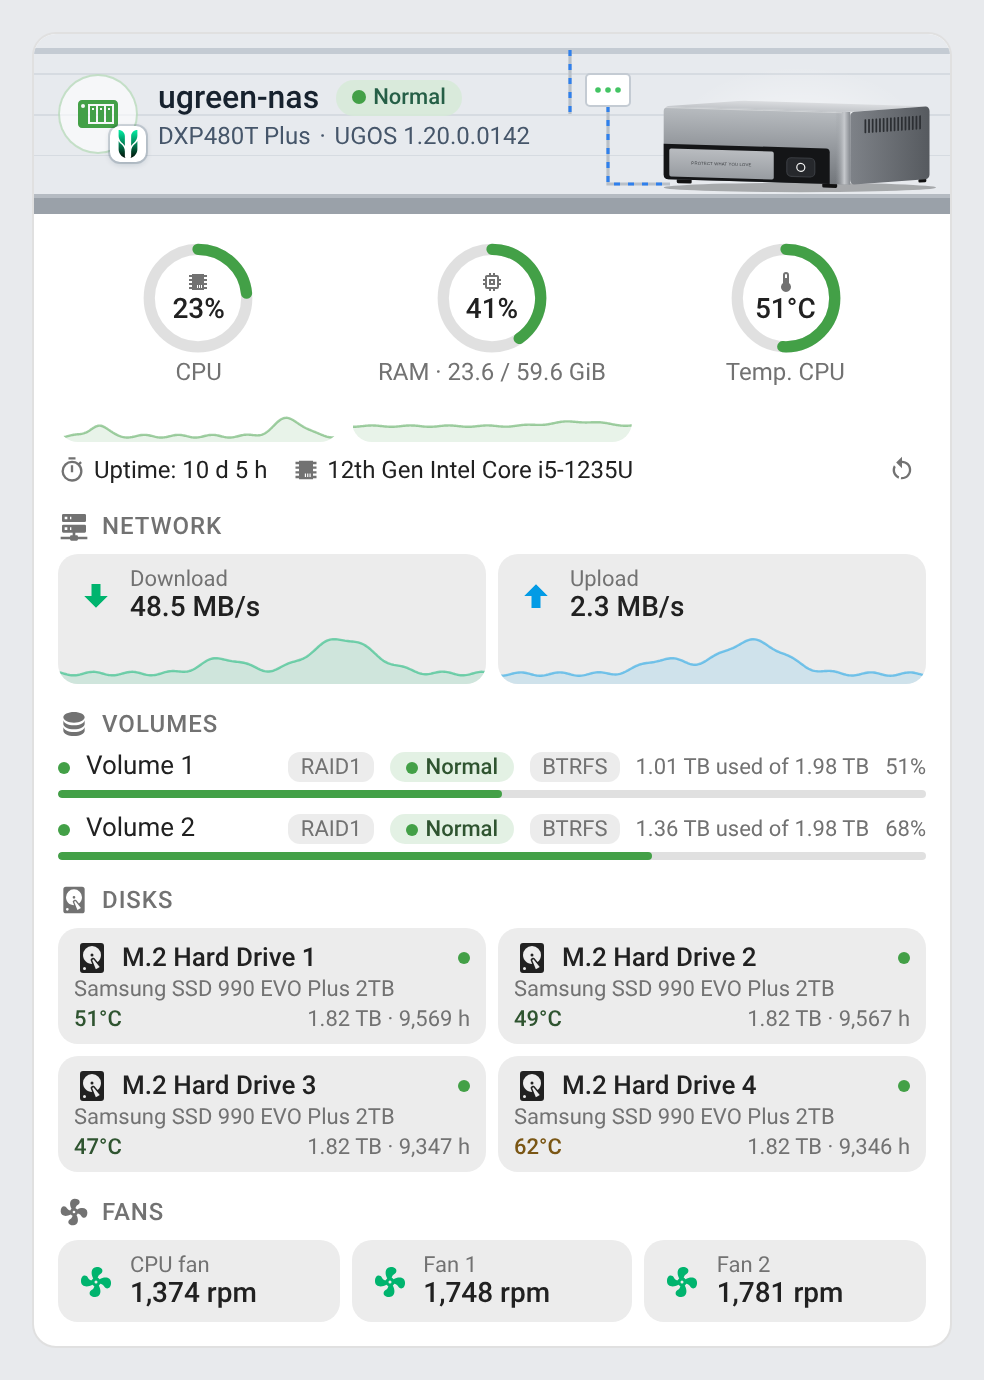 ugreen-nas
Normal
DXP480T Plus · UGOS 1.20.0.0142
PROTECT WHAT YOU LOVE
23%
41%
51°C
CPU
RAM · 23.6 / 59.6 GiB
Temp. CPU
Uptime: 10 d 5 h
12th Gen Intel Core i5-1235U
NETWORK
Download
48.5 MB/s
Upload
2.3 MB/s
VOLUMES
Volume 1 RAID1 Normal BTRFS 1.01 TB used of 1.98 TB 51%
Volume 2 RAID1 Normal BTRFS 1.36 TB used of 1.98 TB 68%
DISKS
M.2 Hard Drive 1
Samsung SSD 990 EVO Plus 2TB
51°C 1.82 TB · 9,569 h
M.2 Hard Drive 2
Samsung SSD 990 EVO Plus 2TB
49°C 1.82 TB · 9,567 h
M.2 Hard Drive 3
Samsung SSD 990 EVO Plus 2TB
47°C 1.82 TB · 9,347 h
M.2 Hard Drive 4
Samsung SSD 990 EVO Plus 2TB
62°C 1.82 TB · 9,346 h
FANS
CPU fan
1,374 rpm
Fan 1
1,748 rpm
Fan 2
1,781 rpm